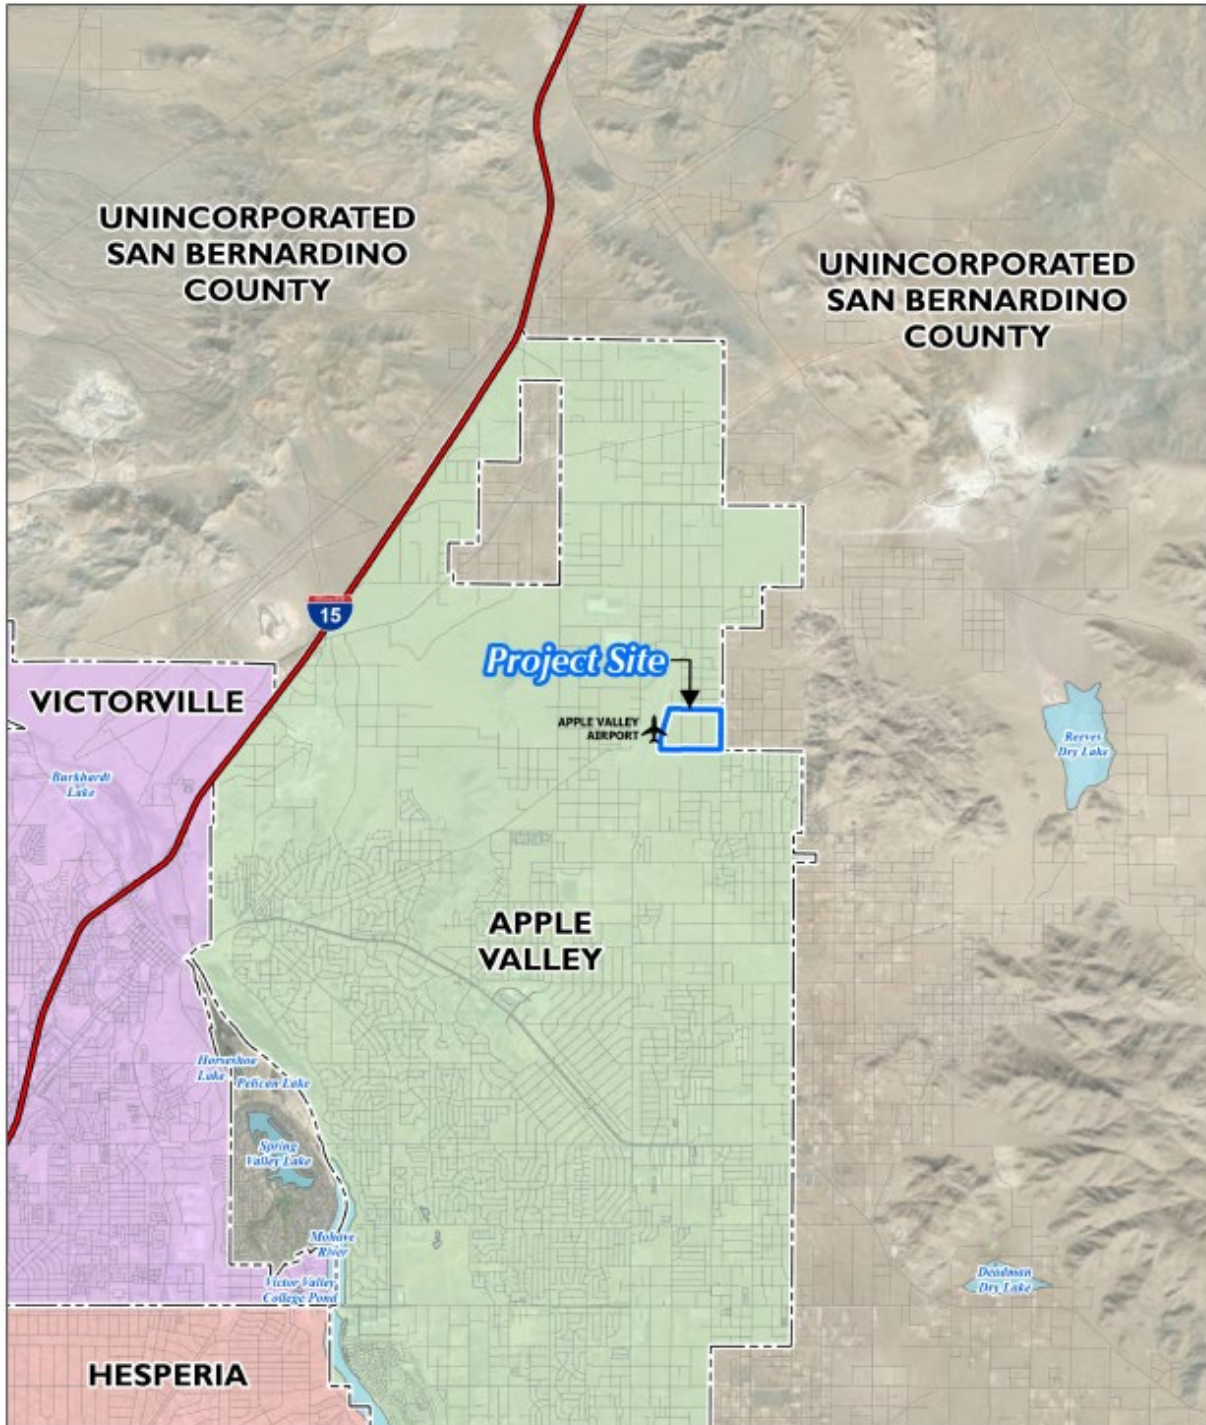 UNINCORPORATED
SAN BERNARDINO
COUNTY
UNINCORPORATED
SAN BERNARDINO
COUNTY
15
Project Site
VICTORVILLE
APPLE VALLEY
AIRPORT
Reeves
Dry Lake
Burkhardt
Lake
APPLE
VALLEY
Horseshoe
Lake
Pelican Lake
Spring
Valley Lake
Mohave
River
Victor Valley
College Pond
Deadman
Dry Lake
HESPERIA